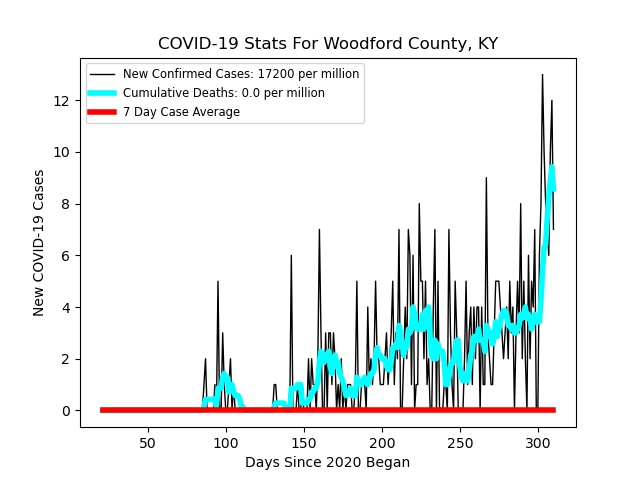 COVID-19 Stats For Woodford County, KY
New Confirmed Cases: 17200 per million
Cumulative Deaths: 0.0 per million
7 Day Case Average
New COVID-19 Cases
12
10
8
6
4
2
0
50 100 150 200 250 300
Days Since 2020 Began